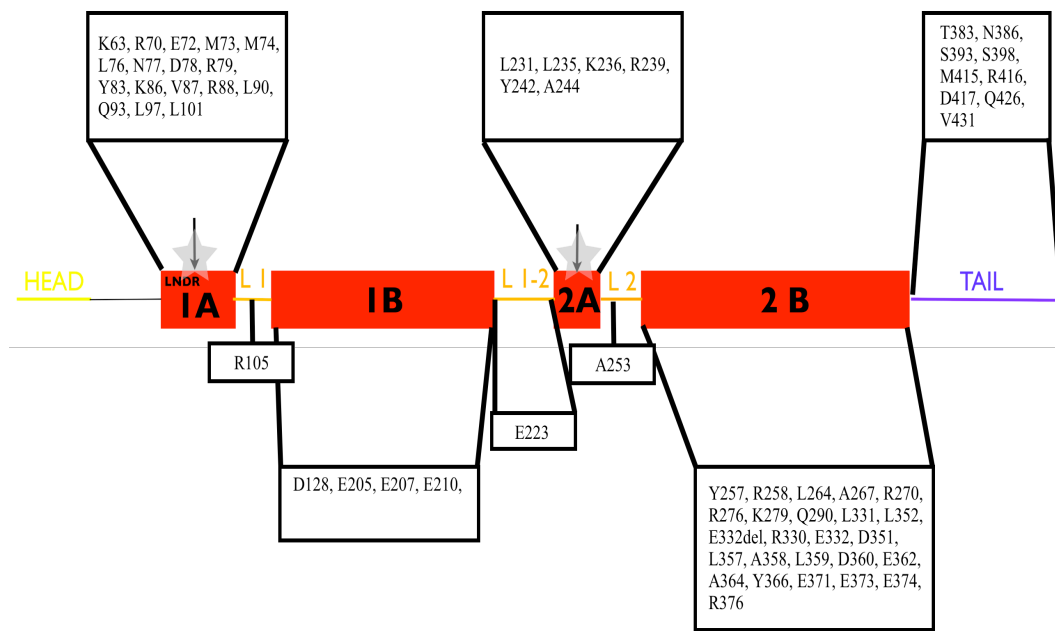 K63, R70, E72, M73, M74,
L76, N77, D78, R79,
Y83, K86, V87, R88, L90,
Q93, L97, L101
L231, L235, K236, R239,
Y242, A244
T383, N386,
S393, S398,
M415, R416,
D417, Q426,
V431
HEAD
LNDR
1A
L 1
1B
L 1-2
2A
L 2
2 B
TAIL
R105
A253
E223
D128, E205, E207, E210,
Y257, R258, L264, A267, R270,
R276, K279, Q290, L331, L352,
E332del, R330, E332, D351,
L357, A358, L359, D360, E362,
A364, Y366, E371, E373, E374,
R376